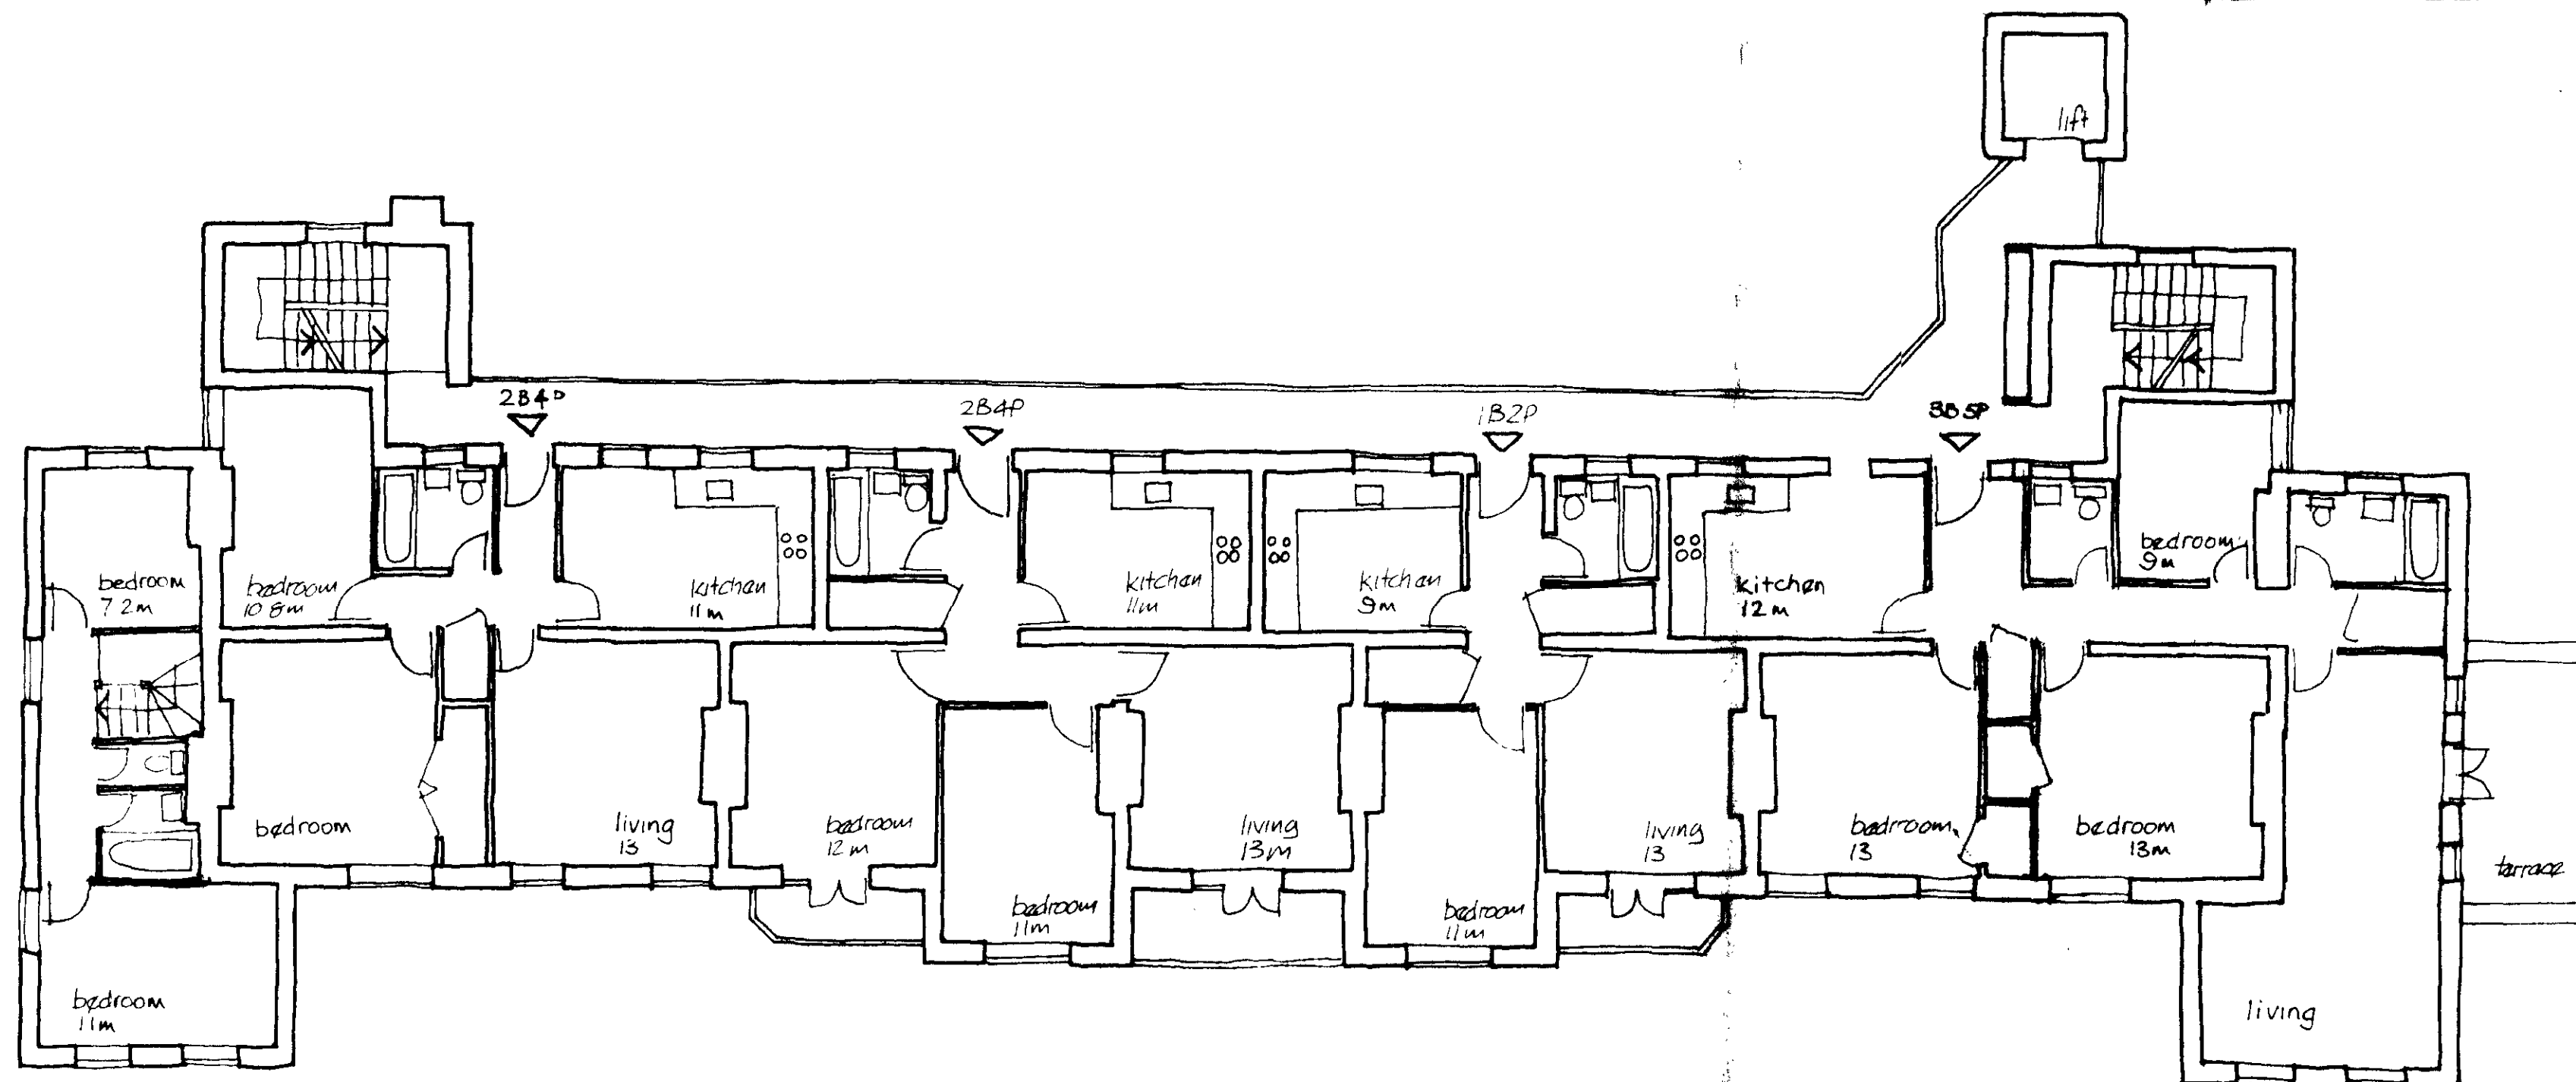 lift
2B4P
2B4P
1B2P
3B5P
bedroom
7.2m
bedroom
10.8m
kitchen
11m
kitchen
11m
kitchen
9m
kitchen
12m
bedroom
9m
bedroom
living
13
bedroom
12m
living
13m
living
13
bedroom
13
bedroom
13m
terrace
bedroom
11m
bedroom
11m
bedroom
11m
living